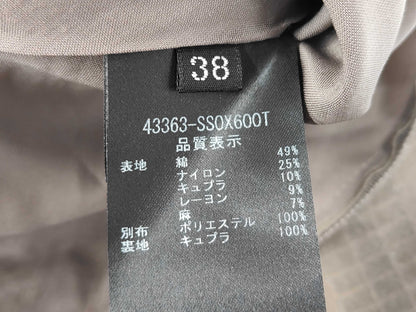 38
43363-SSOX600T
品質表示
表地 綿 49%
ナイロン 25%
キュプラ 10%
レーヨン 9%
麻 7%
別布 ポリエステル 100%
裏地 キュプラ 100%